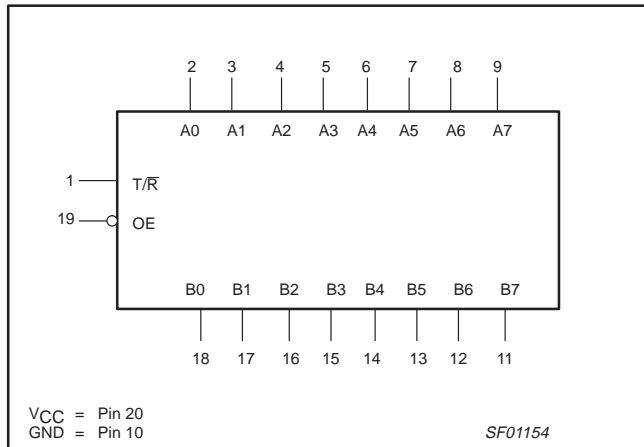 2 3 4 5 6 7 8 9
A0 A1 A2 A3 A4 A5 A6 A7
1 T/R̅
19 OE
B0 B1 B2 B3 B4 B5 B6 B7
18 17 16 15 14 13 12 11
VCC = Pin 20
GND = Pin 10
SF01154